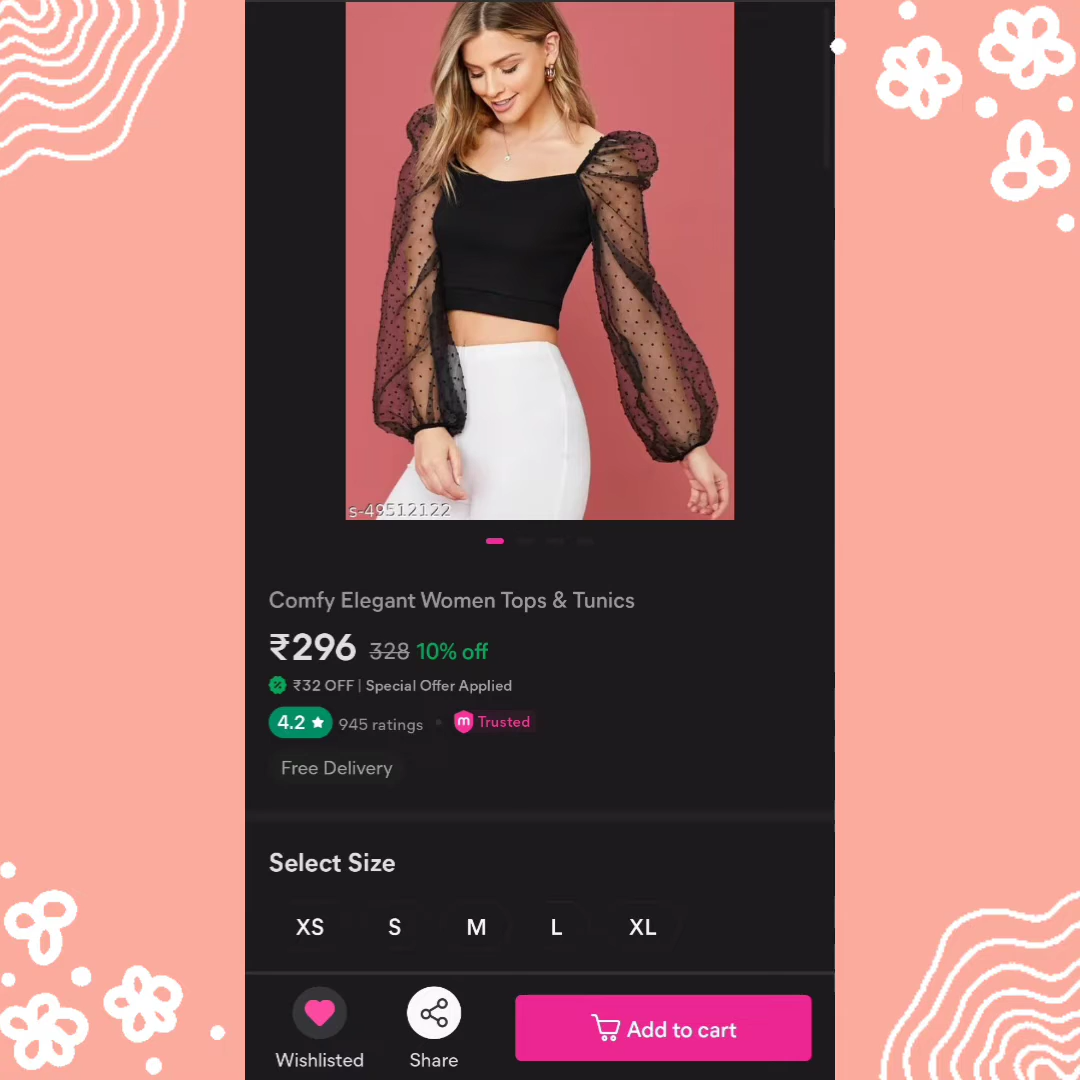 s-49512122
Comfy Elegant Women Tops & Tunics
₹296 328 10% off
₹32 OFF | Special Offer Applied
4.2 ★ 945 ratings • m Trusted
Free Delivery
Select Size
XS S M L XL
Add to cart
Wishlisted Share